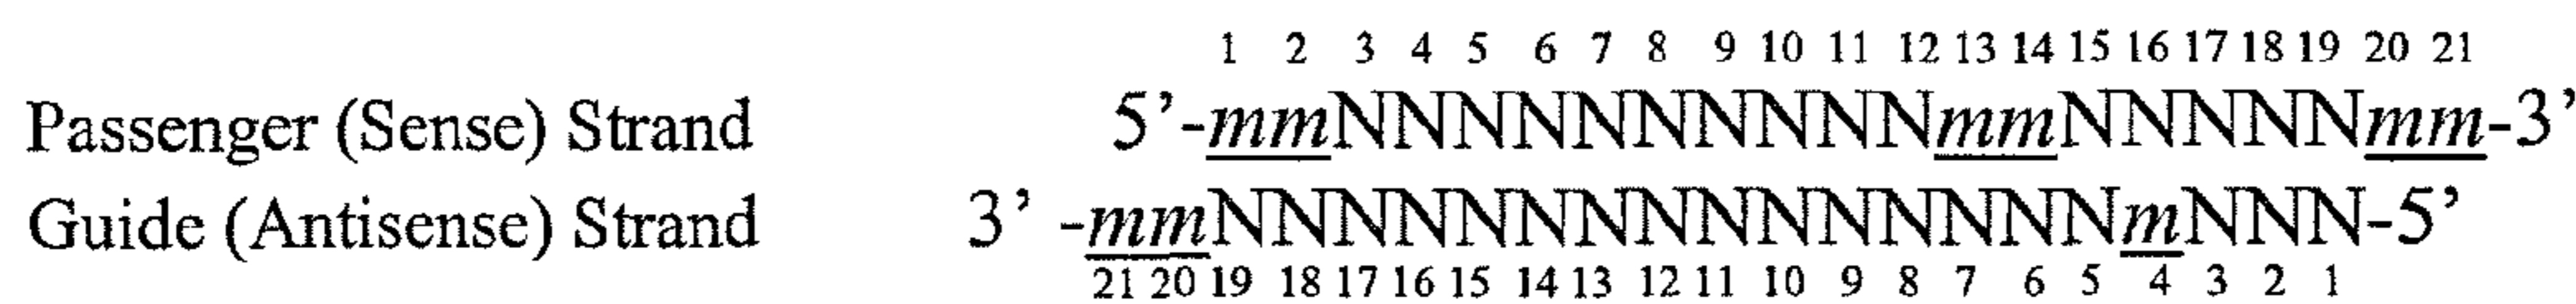 1 2 3 4 5 6 7 8 9 10 11 12 13 14 15 16 17 18 19 20 21
Passenger (Sense) Strand 5’-mmNNNNNNNNNNmmNNNNNmm-3’
Guide (Antisense) Strand 3’ -mmNNNNNNNNNNNNNNNmNNN-5’
21 20 19 18 17 16 15 14 13 12 11 10 9 8 7 6 5 4 3 2 1